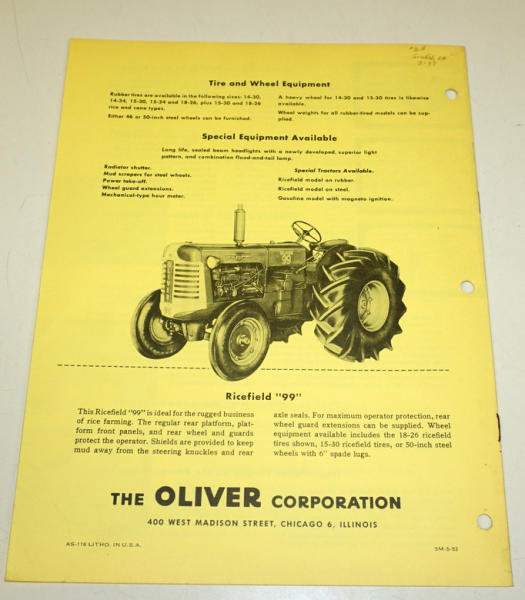 Tire and Wheel Equipment
Rubber tires are available in the following sizes: 14-30,
14-34, 15-30, 15-34 and 18-26, plus 15-30 and 18-26
rice and cane types.
Either 46 or 50-inch steel wheels can be furnished.
A heavy wheel for 14-30 and 15-30 tires is likewise
available.
Wheel weights for all rubber-tired models can be sup-
plied.
Special Equipment Available
Long life, sealed beam headlights with a newly developed, superior light
pattern, and combination flood-and-tail lamp.
Radiator shutter.
Mud scrapers for steel wheels.
Power take-off.
Wheel guard extensions.
Mechanical-type hour meter.
Special Tractors Available.
Ricefield model on rubber.
Ricefield model on steel.
Gasoline model with magneto ignition.
99
Ricefield "99"
This Ricefield "99" is ideal for the rugged business
of rice farming. The regular rear platform, plat-
form front panels, and rear wheel and guards
protect the operator. Shields are provided to keep
mud away from the steering knuckles and rear
axle seals. For maximum operator protection, rear
wheel guard extensions can be supplied. Wheel
equipment available includes the 18-26 ricefield
tires shown, 15-30 ricefield tires, or 50-inch steel
wheels with 6" spade lugs.
THE OLIVER CORPORATION
400 WEST MADISON STREET, CHICAGO 6, ILLINOIS
AS-116 LITHO. IN U.S.A.
5M-5-53